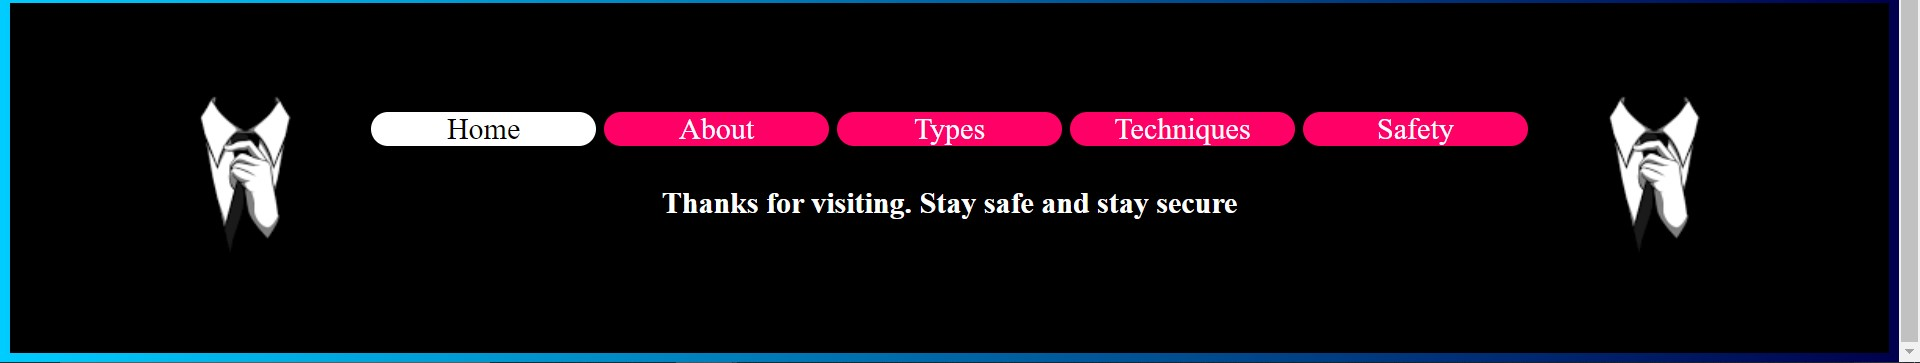 Home About Types Techniques Safety
Thanks for visiting. Stay safe and stay secure